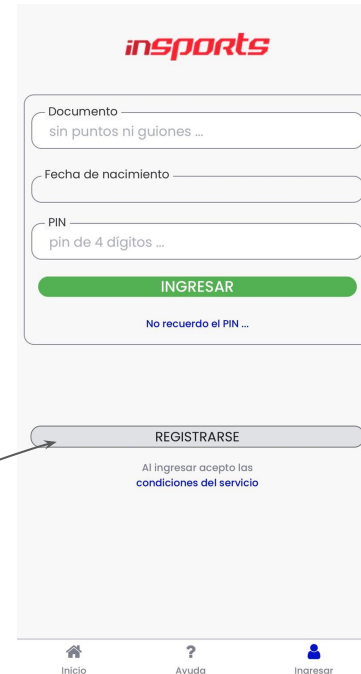 insports
Documento
sin puntos ni guiones ...
Fecha de nacimiento
PIN
pin de 4 dígitos ...
INGRESAR
No recuerdo el PIN ...
REGISTRARSE
Al ingresar acepto las
condiciones del servicio
?
Inicio Ayuda Ingresar